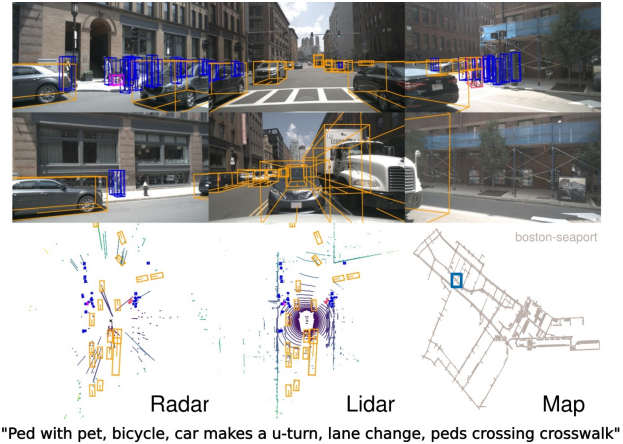 boston-seaport
Radar
Lidar
Map
"Ped with pet, bicycle, car makes a u-turn, lane change, peds crossing crosswalk"